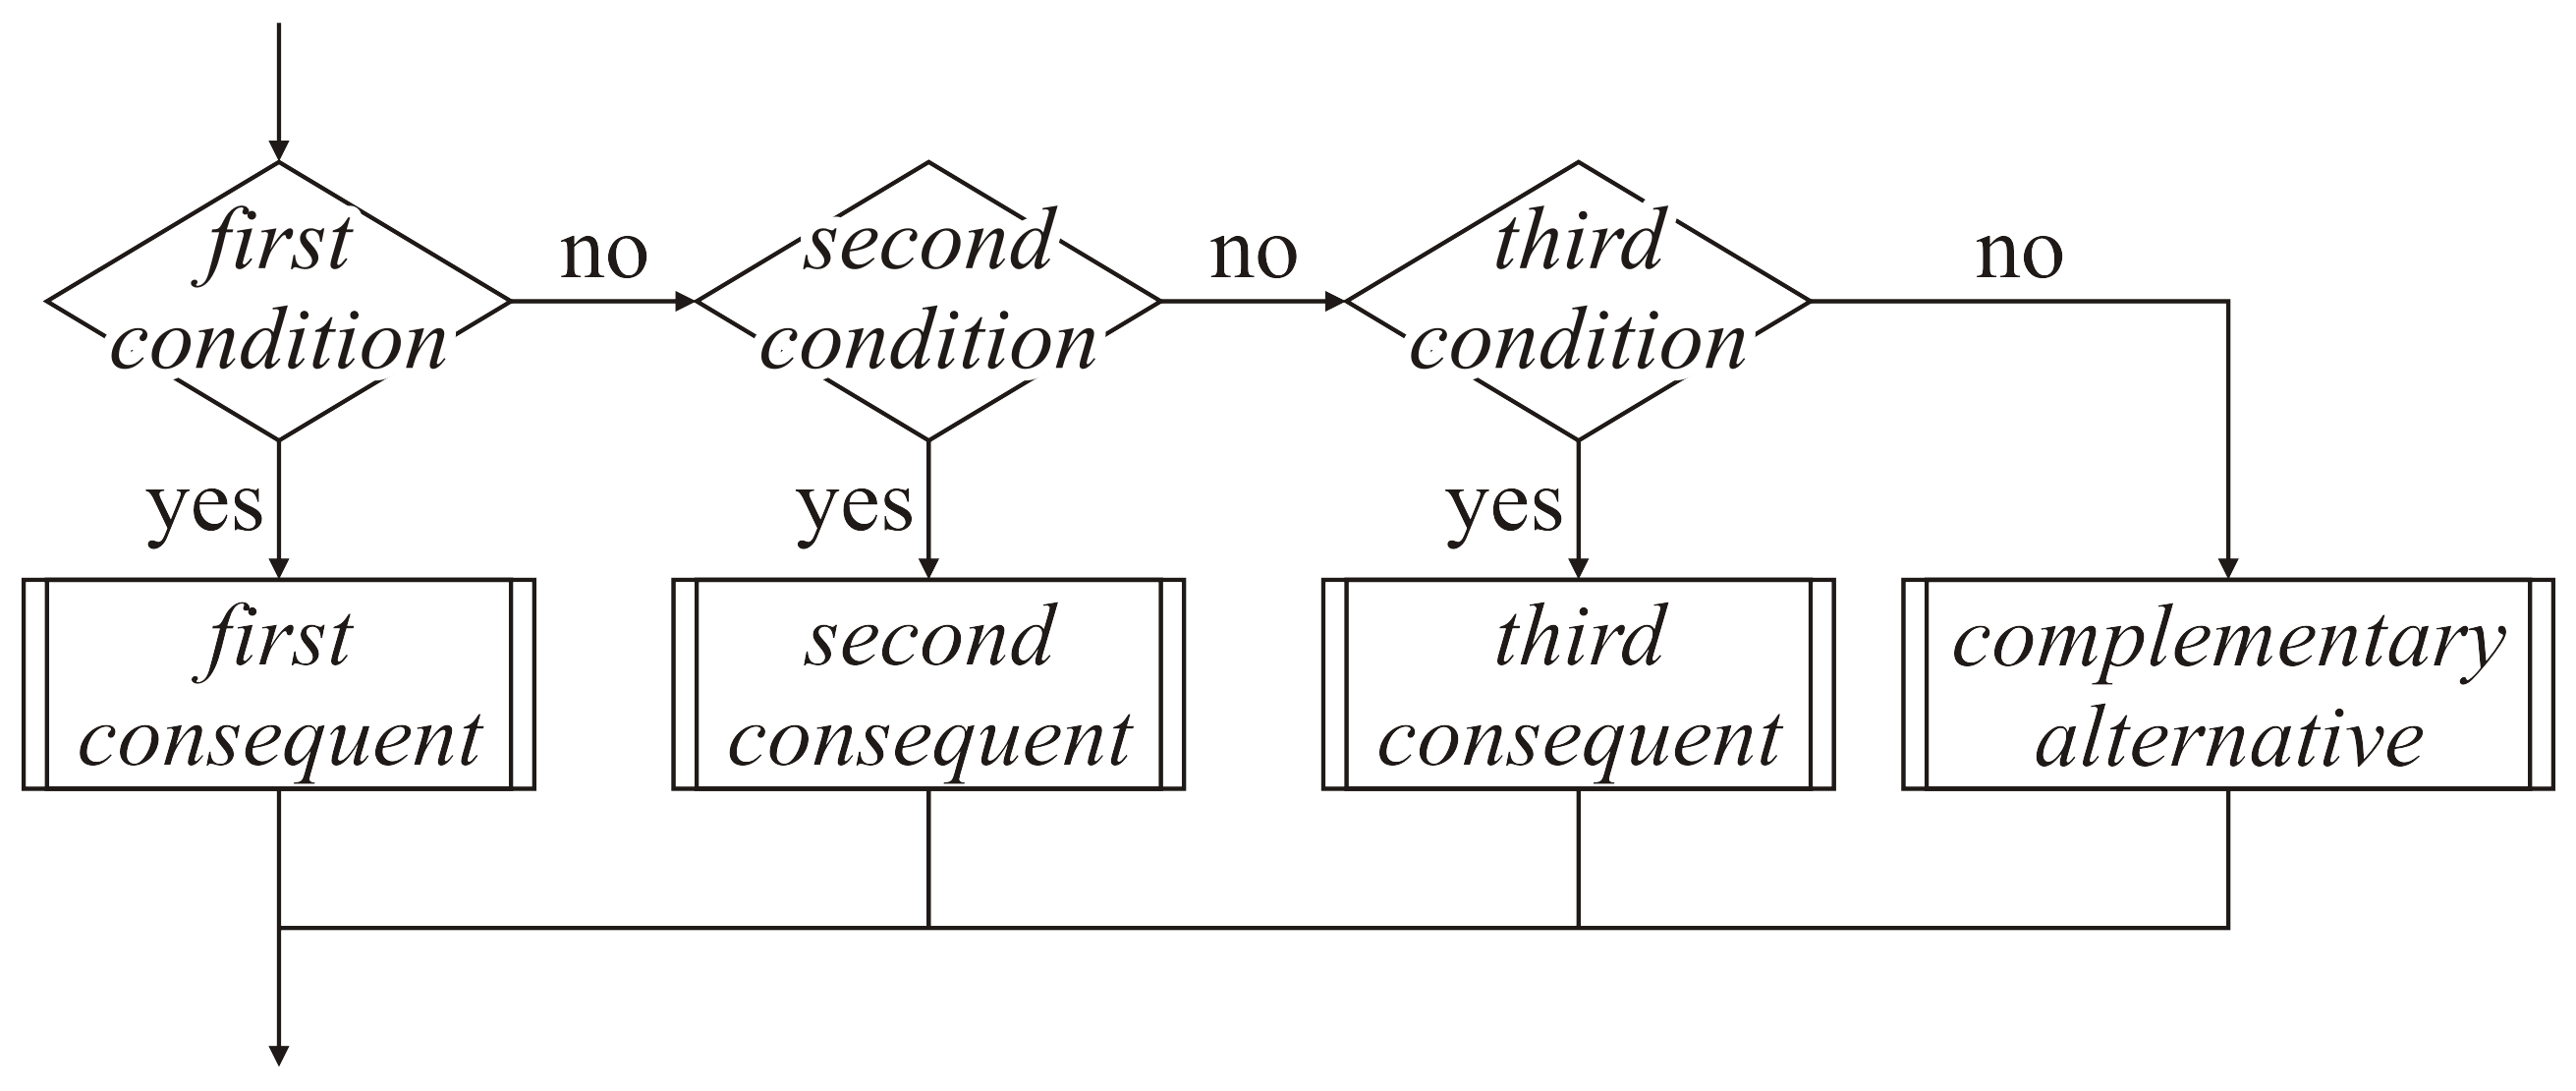 first
condition
no
second
condition
no
third
condition
no
yes
yes
yes
first
consequent
second
consequent
third
consequent
complementary
alternative